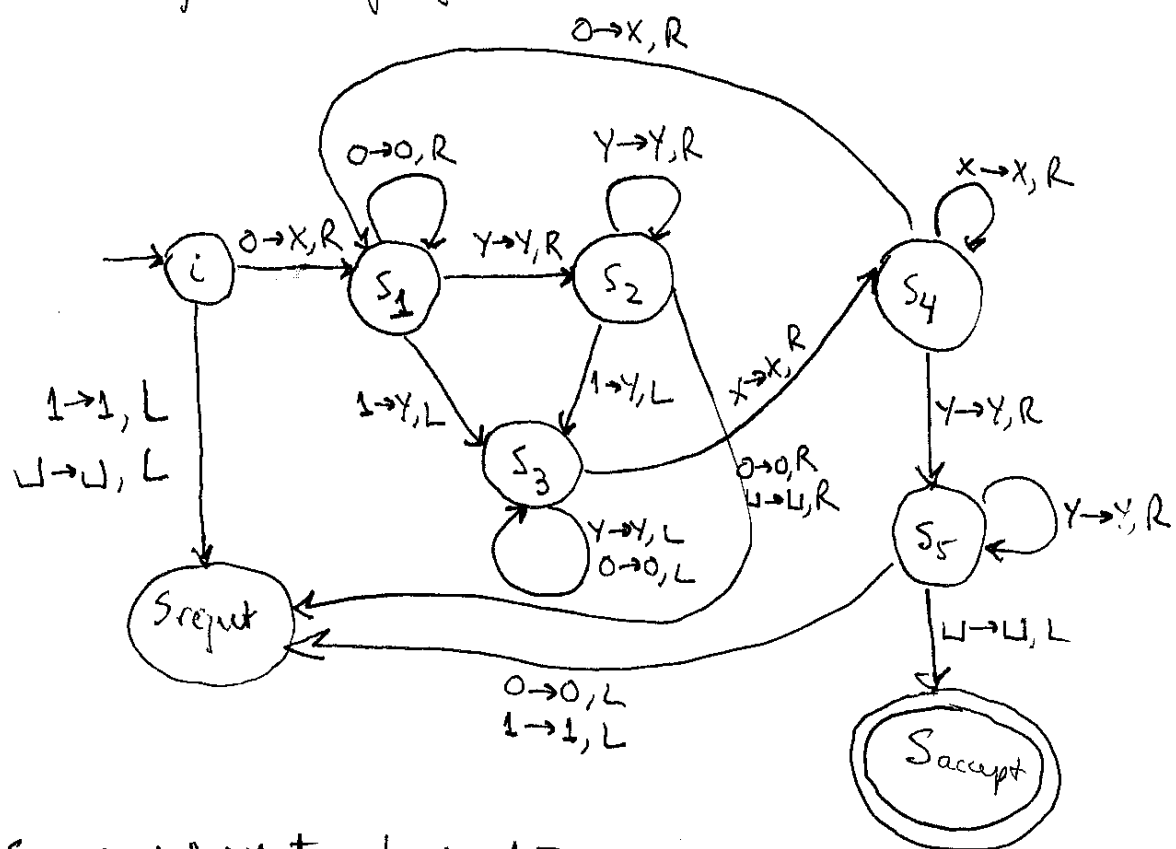 0→X, R
0→0, R
Y→Y, R
X→X, R
0→X, R
Y→Y, R
i
S1
S2
S4
1→1, L
⊔→⊔, L
1→Y, L
1→Y, L
X→X, R
Y→Y, R
S3
0→0, R
⊔→⊔, R
Y→Y, L
0→0, L
S5
Y→Y, R
Sreject
⊔→⊔, L
0→0, L
1→1, L
Saccept